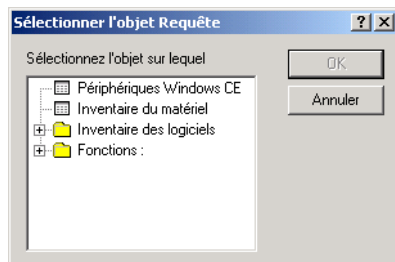 Sélectionner l'objet Requête
Sélectionnez l'objet sur lequel
OK
Périphériques Windows CE
Annuler
Inventaire du matériel
Inventaire des logiciels
Fonctions :